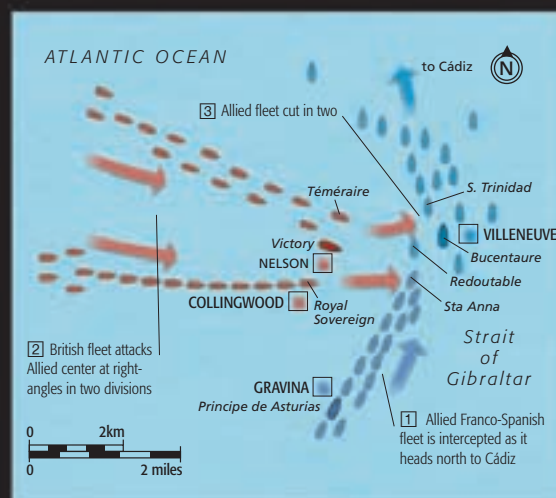 ATLANTIC OCEAN
to Cádiz
N
3 Allied fleet cut in two
S. Trinidad
Téméraire
VILLENEUVE
Victory
NELSON
Bucentaure
Redoutable
COLLINGWOOD
Royal
Sovereign
Sta Anna
Strait
of
Gibraltar
2 British fleet attacks
Allied center at right-
angles in two divisions
GRAVINA
Principe de Asturias
1 Allied Franco-Spanish
fleet is intercepted as it
heads north to Cádiz
0 2km
0 2 miles